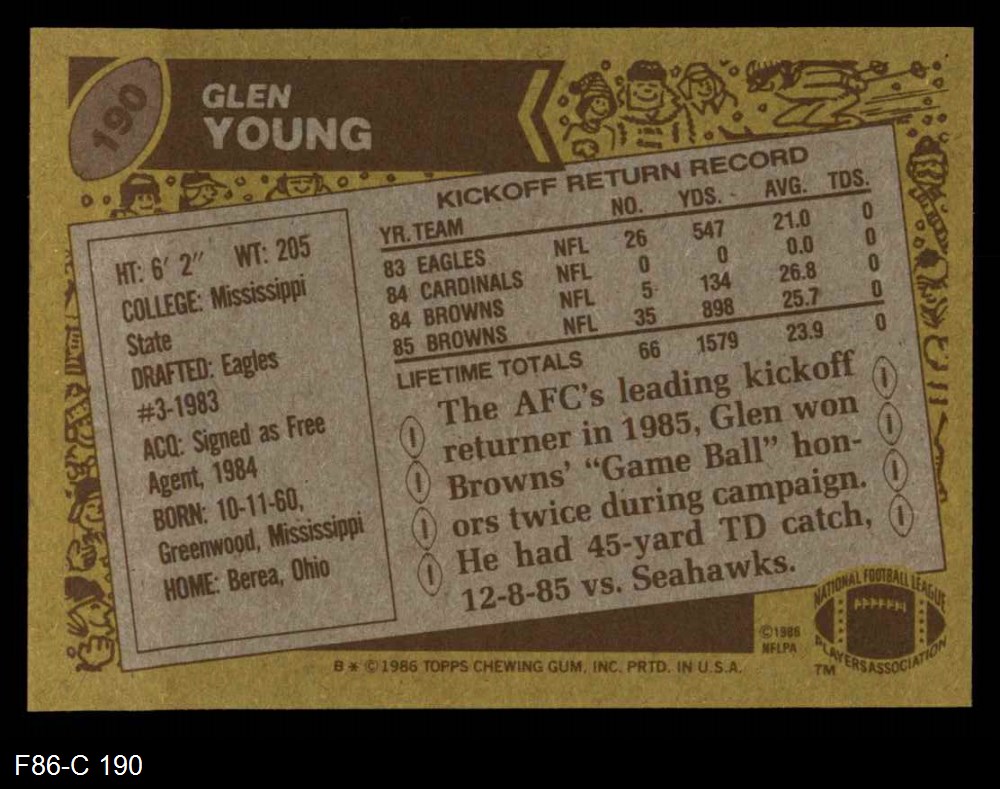 190
GLEN
YOUNG
KICKOFF RETURN RECORD
YR. TEAM NO. YDS. AVG. TDS.
83 EAGLES NFL 26 547 21.0 0
84 CARDINALS NFL 0 0 0.0 0
84 BROWNS NFL 5 134 26.8 0
85 BROWNS NFL 35 898 25.7 0
LIFETIME TOTALS 66 1579 23.9 0
HT: 6' 2" WT: 205
COLLEGE: Mississippi
State
DRAFTED: Eagles
#3-1983
ACQ: Signed as Free
Agent, 1984
BORN: 10-11-60,
Greenwood, Mississippi
HOME: Berea, Ohio
The AFC's leading kickoff
returner in 1985, Glen won
Browns' "Game Ball" hon-
ors twice during campaign.
He had 45-yard TD catch,
12-8-85 vs. Seahawks.
©1986
NFLPA
NATIONAL FOOTBALL LEAGUE
PLAYERS ASSOCIATION
TM
B* ©1986 TOPPS CHEWING GUM, INC. PRTD. IN U.S.A.
F86-C 190